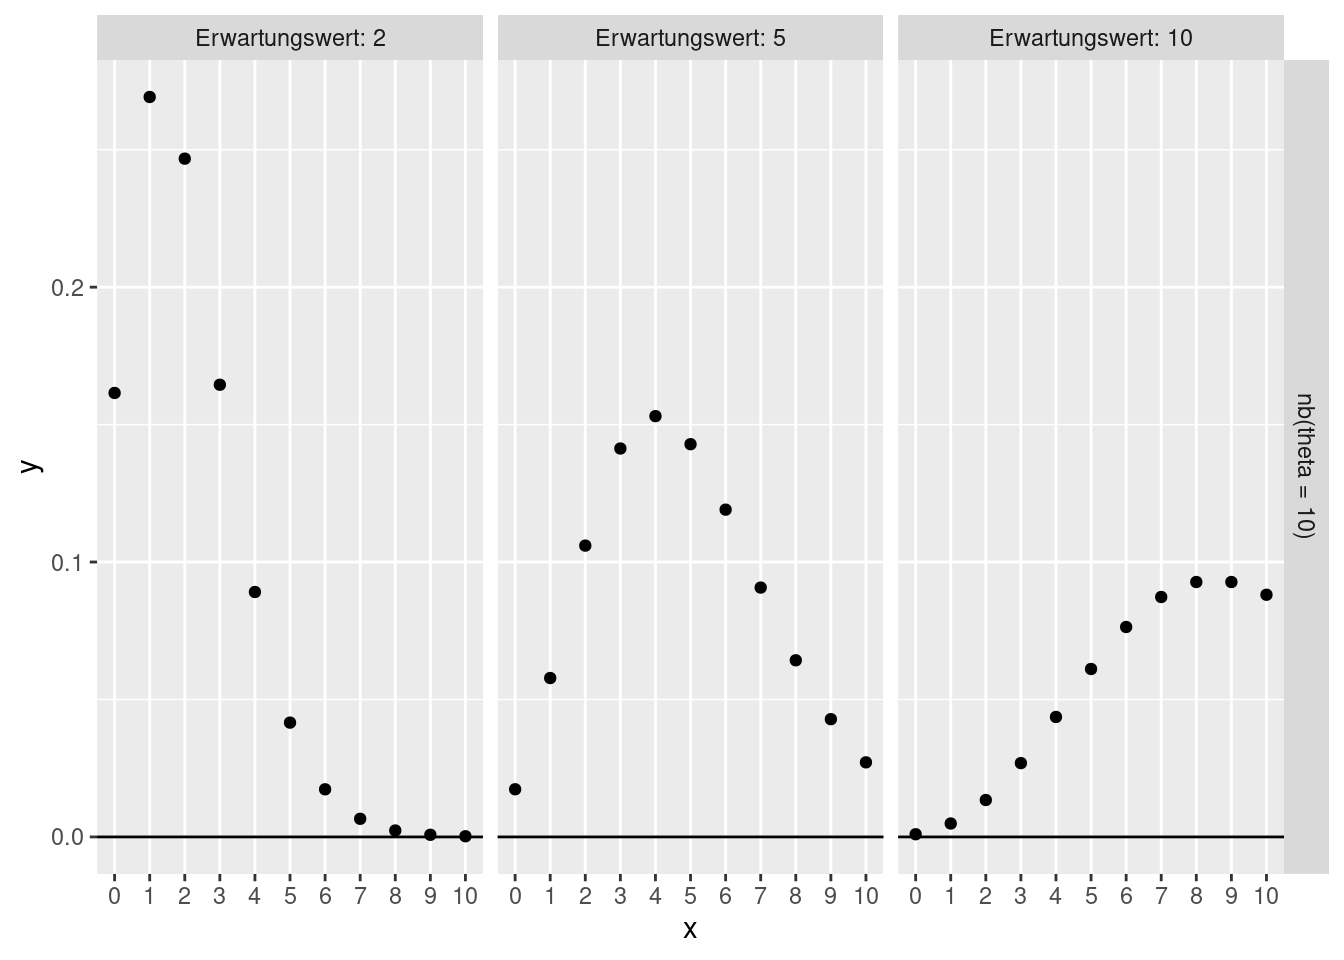 Erwartungswert: 2
Erwartungswert: 5
Erwartungswert: 10
nb(theta = 10)
y
0.2
0.1
0.0
0 1 2 3 4 5 6 7 8 9 10
0 1 2 3 4 5 6 7 8 9 10
0 1 2 3 4 5 6 7 8 9 10
x